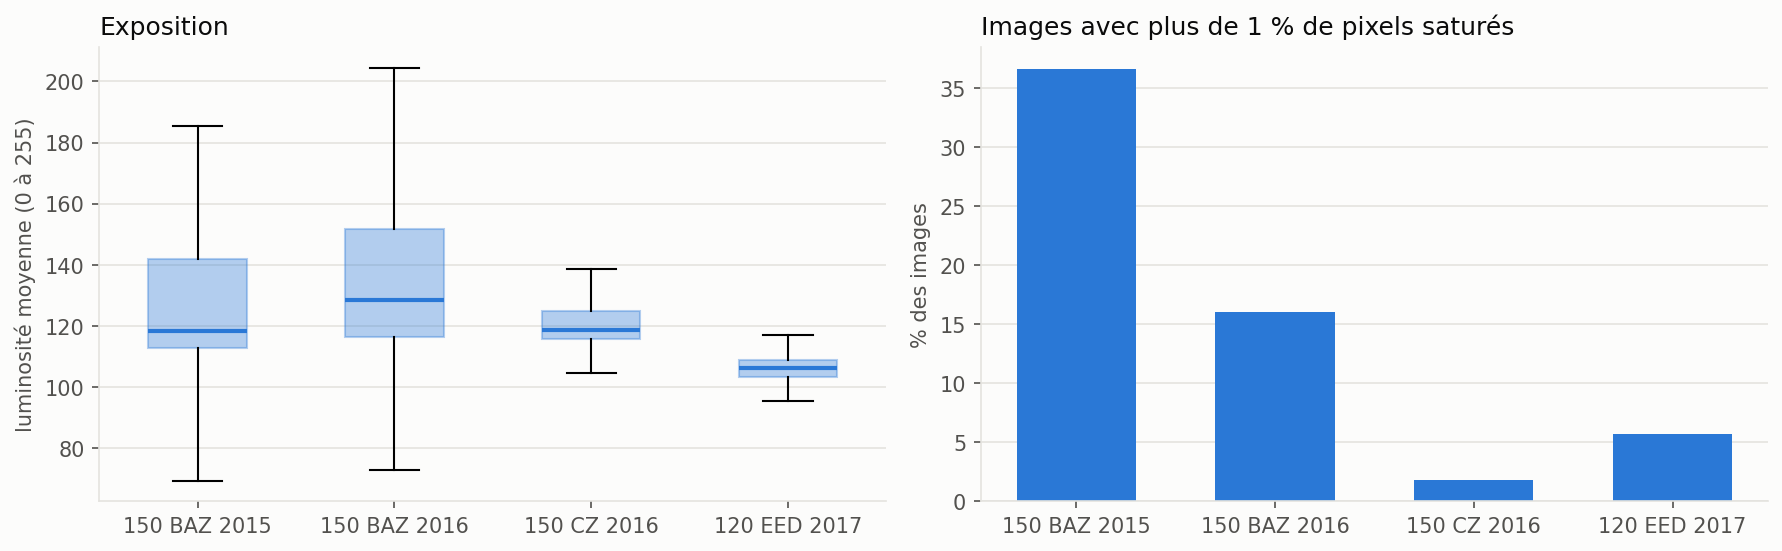 Exposition
luminosité moyenne (0 à 255)
200
180
160
140
120
100
80
150 BAZ 2015
150 BAZ 2016
150 CZ 2016
120 EED 2017
Images avec plus de 1 % de pixels saturés
% des images
35
30
25
20
15
10
5
0
150 BAZ 2015
150 BAZ 2016
150 CZ 2016
120 EED 2017